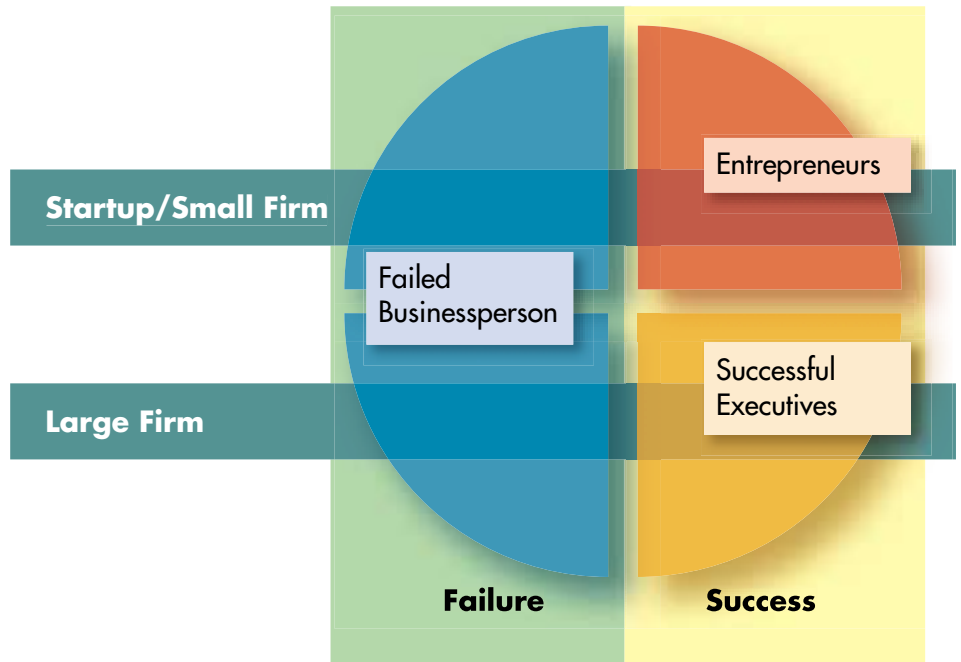 Entrepreneurs
Startup/Small Firm
Failed
Businessperson
Successful
Executives
Large Firm
Failure
Success